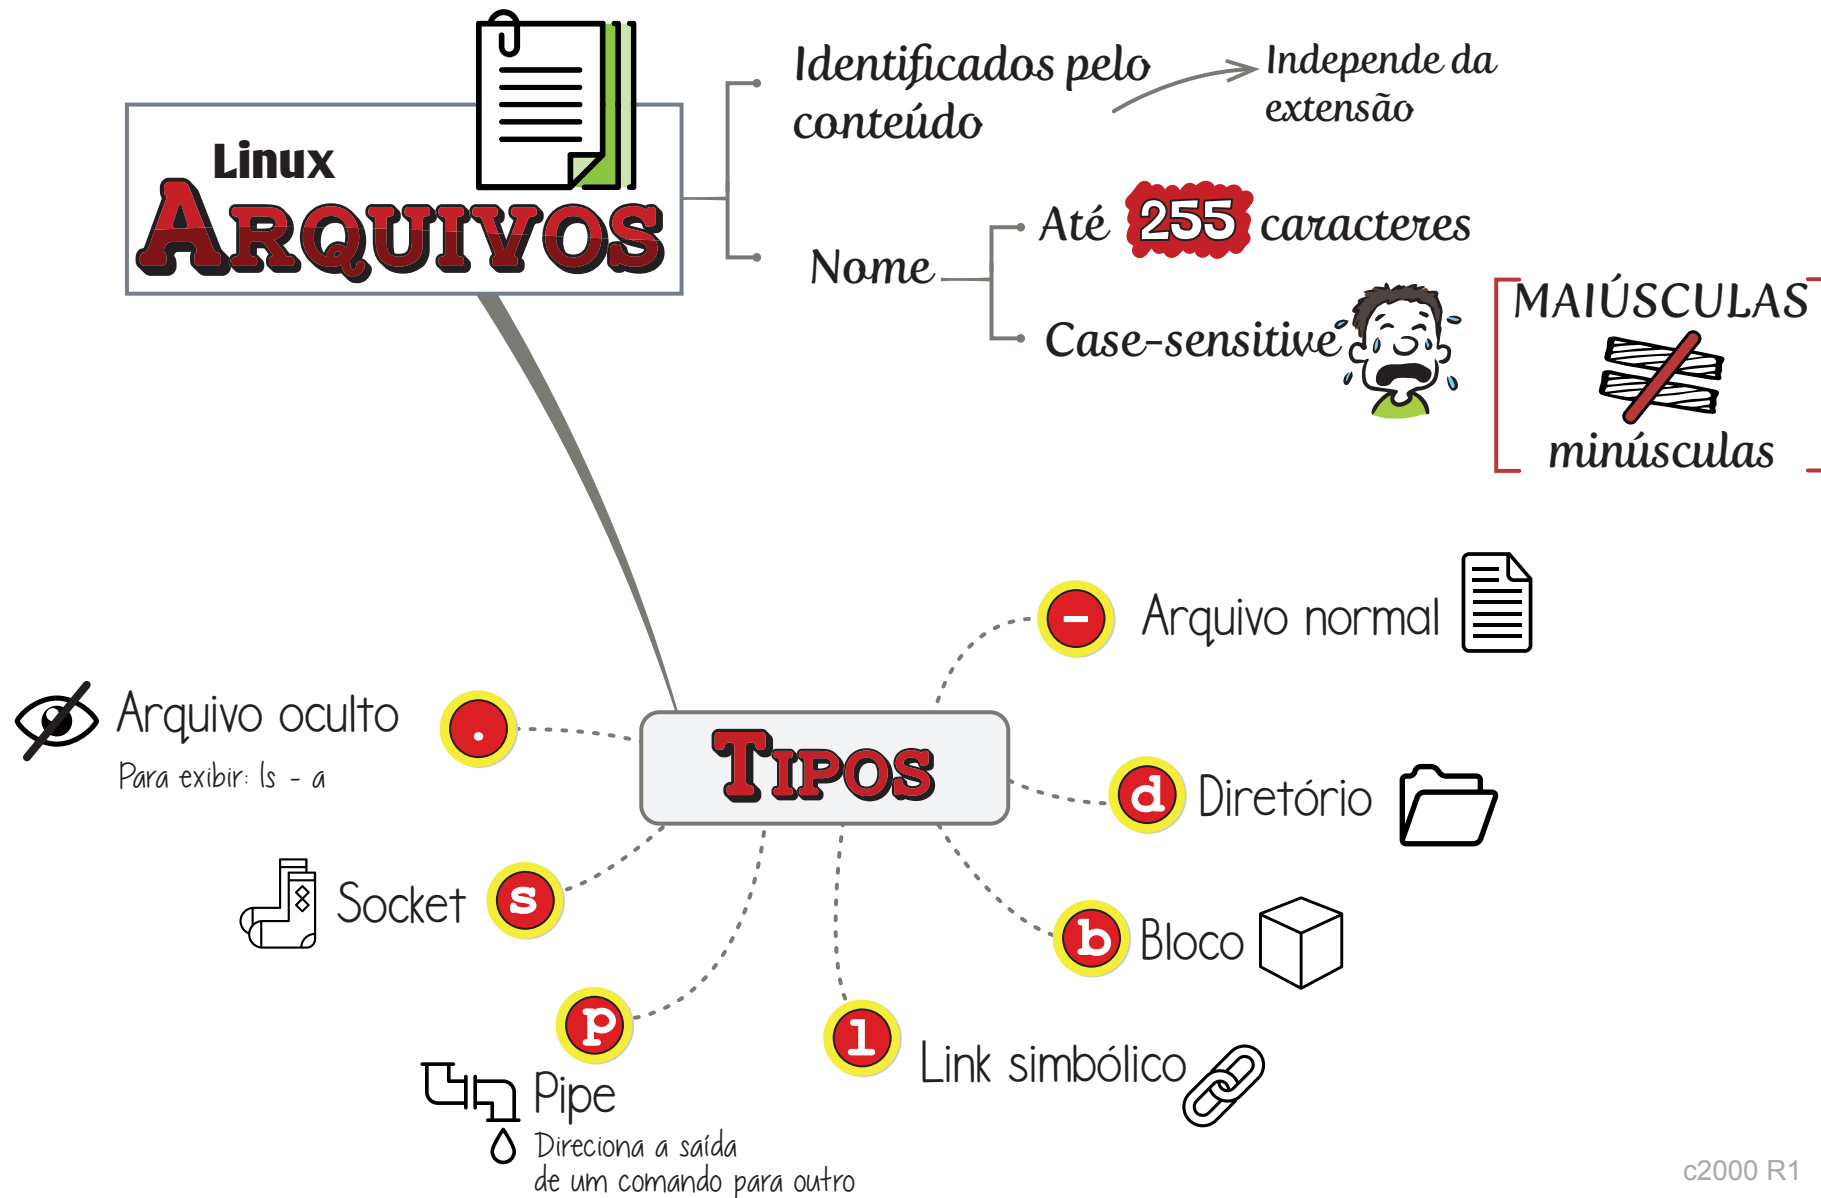 Linux
ARQUIVOS
Identificados pelo
conteúdo
Independe da
extensão
Nome
Até 255 caracteres
Case-sensitive
MAIÚSCULAS
minúsculas
TIPOS
-
Arquivo normal
d
Diretório
b
Bloco
l
Link simbólico
p
Pipe
Direciona a saída
de um comando para outro
s
Socket
.
Arquivo oculto
Para exibir: ls - a
c2000 R1